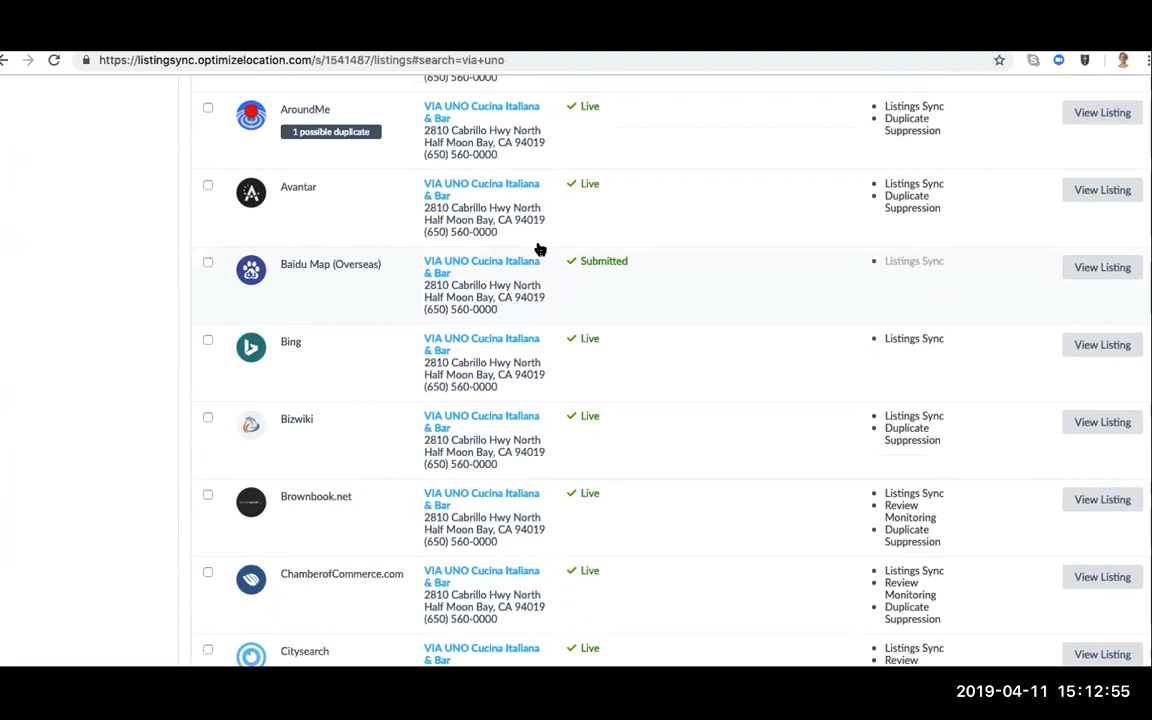 https://listingsync.optimizelocation.com/s/1541487/listings#search=via+uno
(650) 560-0000
AroundMe
1 possible duplicate
VIA UNO Cucina Italiana
& Bar
2810 Cabrillo Hwy North
Half Moon Bay, CA 94019
(650) 560-0000
Live
Listings Sync
Duplicate
Suppression
View Listing
Avantar
VIA UNO Cucina Italiana
& Bar
2810 Cabrillo Hwy North
Half Moon Bay, CA 94019
(650) 560-0000
Live
Listings Sync
Duplicate
Suppression
View Listing
Baidu Map (Overseas)
VIA UNO Cucina Italiana
& Bar
2810 Cabrillo Hwy North
Half Moon Bay, CA 94019
(650) 560-0000
Submitted
Listings Sync
View Listing
Bing
VIA UNO Cucina Italiana
& Bar
2810 Cabrillo Hwy North
Half Moon Bay, CA 94019
(650) 560-0000
Live
Listings Sync
View Listing
Bizwiki
VIA UNO Cucina Italiana
& Bar
2810 Cabrillo Hwy North
Half Moon Bay, CA 94019
(650) 560-0000
Live
Listings Sync
Duplicate
Suppression
View Listing
Brownbook.net
VIA UNO Cucina Italiana
& Bar
2810 Cabrillo Hwy North
Half Moon Bay, CA 94019
(650) 560-0000
Live
Listings Sync
Review
Monitoring
Duplicate
Suppression
View Listing
ChamberofCommerce.com
VIA UNO Cucina Italiana
& Bar
2810 Cabrillo Hwy North
Half Moon Bay, CA 94019
(650) 560-0000
Live
Listings Sync
Review
Monitoring
Duplicate
Suppression
View Listing
Citysearch
VIA UNO Cucina Italiana
& Bar
Live
Listings Sync
Review
View Listing
2019-04-11 15:12:55